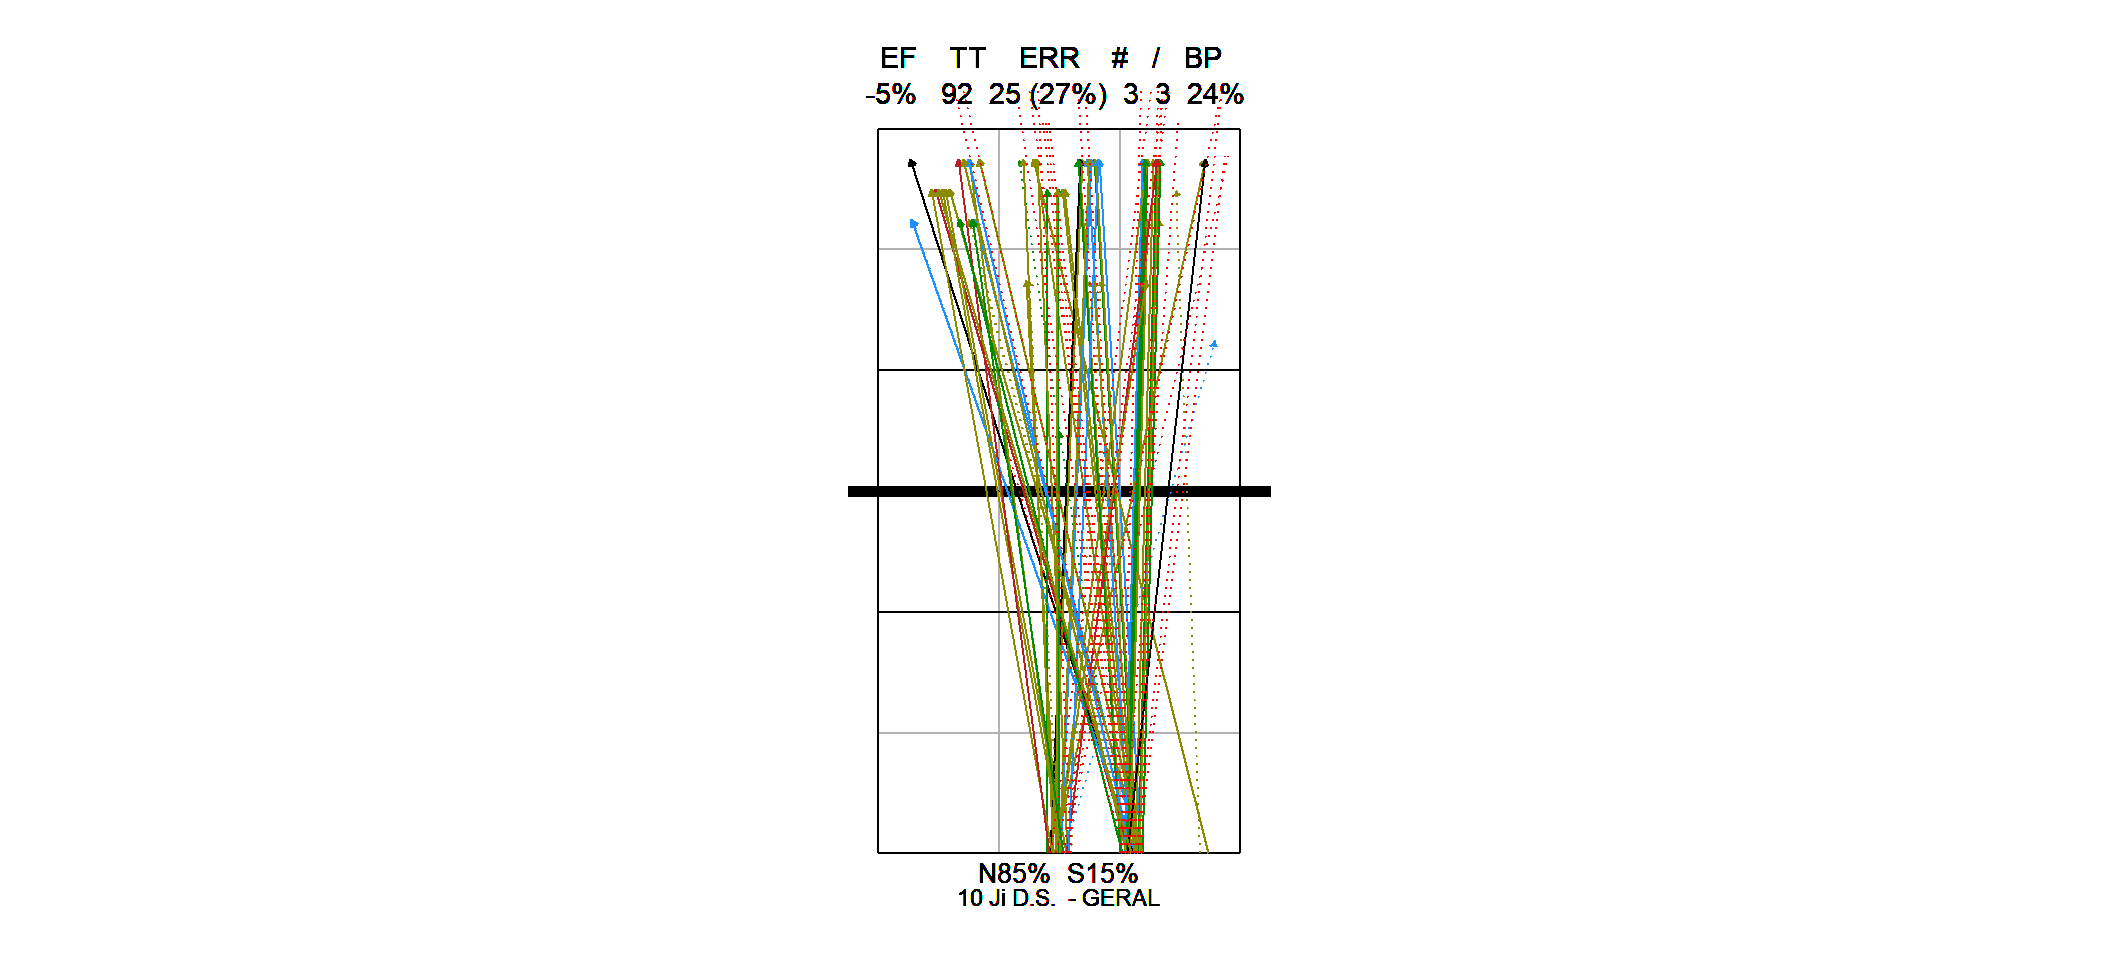 EF TT ERR # / BP
-5% 92 25 (27%) 3 3 24%
N85% S15%
10 Ji D.S. - GERAL